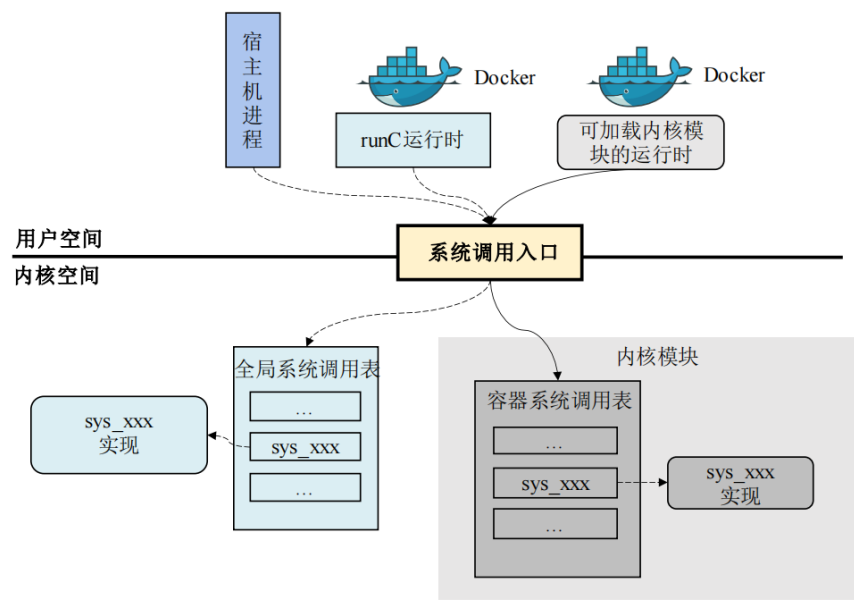 宿
主
机
进
程
Docker
runC运行时
Docker
可加载内核模
块的运行时
用户空间
系统调用入口
内核空间
全局系统调用表
...
sys_xxx
...
sys_xxx
实现
内核模块
容器系统调用表
...
sys_xxx
...
sys_xxx
实现